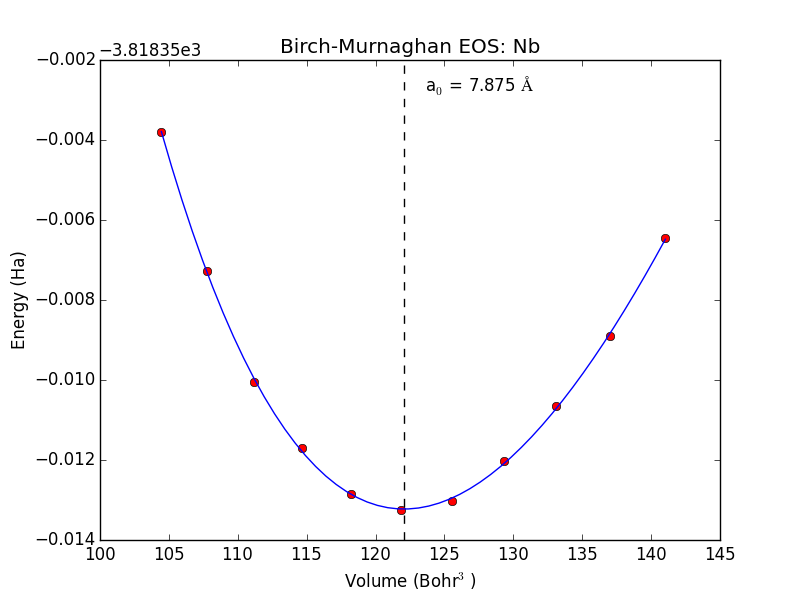 −3.81835e3
Birch-Murnaghan EOS: Nb
a₀ = 7.875 Å
−0.002
−0.004
−0.006
−0.008
−0.010
−0.012
−0.014
Energy (Ha)
100 105 110 115 120 125 130 135 140 145
Volume (Bohr³ )